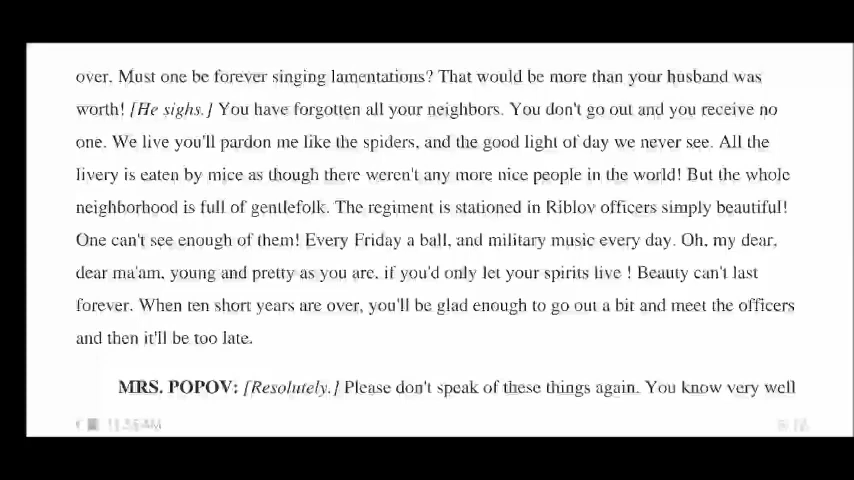 over. Must one be forever singing lamentations? That would be more than your husband was
worth! [He sighs.] You have forgotten all your neighbors. You don't go out and you receive no
one. We live you'll pardon me like the spiders, and the good light of day we never see. All the
livery is eaten by mice as though there weren't any more nice people in the world! But the whole
neighborhood is full of gentlefolk. The regiment is stationed in Riblov officers simply beautiful!
One can't see enough of them! Every Friday a ball, and military music every day. Oh, my dear,
dear ma'am, young and pretty as you are, if you'd only let your spirits live ! Beauty can't last
forever. When ten short years are over, you'll be glad enough to go out a bit and meet the officers
and then it'll be too late.
MRS. POPOV: [Resolutely.] Please don't speak of these things again. You know very well